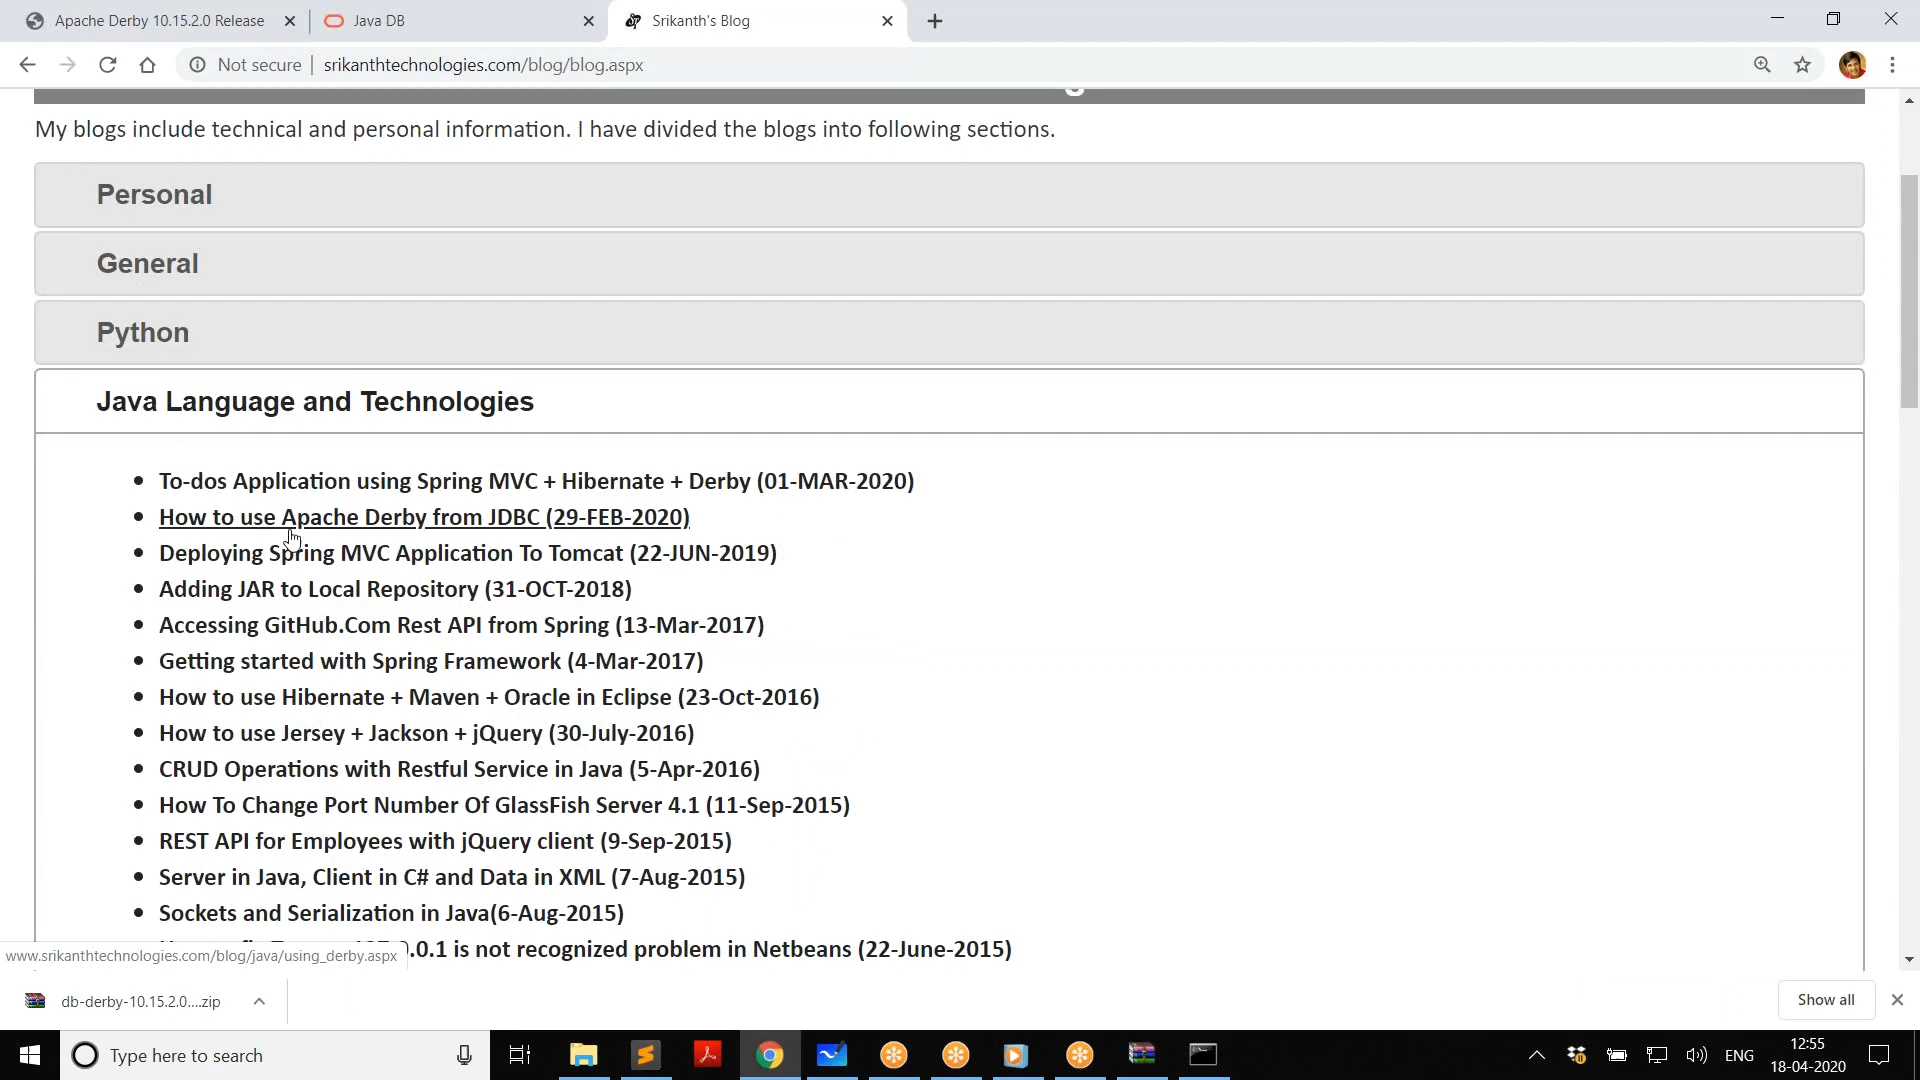 Apache Derby 10.15.2.0 Release
Java DB
Srikanth's Blog
Not secure
srikanthtechnologies.com/blog/blog.aspx
My blogs include technical and personal information. I have divided the blogs into following sections.
Personal
General
Python
Java Language and Technologies
To-dos Application using Spring MVC + Hibernate + Derby (01-MAR-2020)
How to use Apache Derby from JDBC (29-FEB-2020)
Deploying Spring MVC Application To Tomcat (22-JUN-2019)
Adding JAR to Local Repository (31-OCT-2018)
Accessing GitHub.Com Rest API from Spring (13-Mar-2017)
Getting started with Spring Framework (4-Mar-2017)
How to use Hibernate + Maven + Oracle in Eclipse (23-Oct-2016)
How to use Jersey + Jackson + jQuery (30-July-2016)
CRUD Operations with Restful Service in Java (5-Apr-2016)
How To Change Port Number Of GlassFish Server 4.1 (11-Sep-2015)
REST API for Employees with jQuery client (9-Sep-2015)
Server in Java, Client in C# and Data in XML (7-Aug-2015)
Sockets and Serialization in Java(6-Aug-2015)
.0.1 is not recognized problem in Netbeans (22-June-2015)
www.srikanthtechnologies.com/blog/java/using_derby.aspx
db-derby-10.15.2.0....zip
Show all
Type here to search
ENG
12:55
18-04-2020